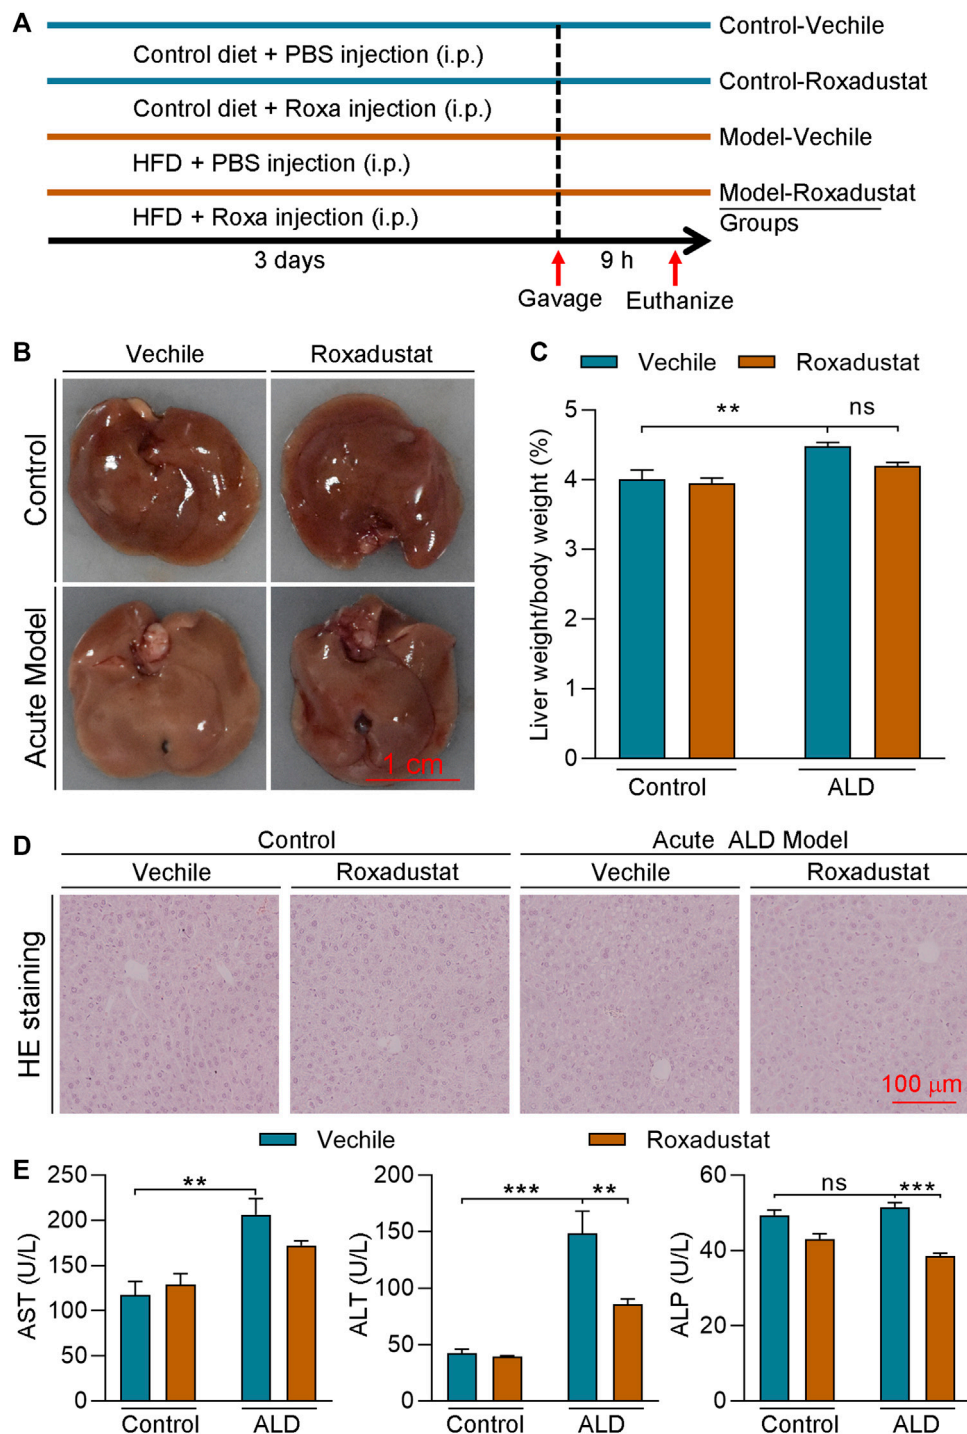 A
Control-Vechile
Control diet + PBS injection (i.p.)
Control-Roxadustat
Control diet + Roxa injection (i.p.)
Model-Vechile
HFD + PBS injection (i.p.)
Model-Roxadustat
HFD + Roxa injection (i.p.)
Groups
3 days
9 h
Gavage
Euthanize
B
Vechile
Roxadustat
Control
Acute Model
1 cm
C
Vechile
Roxadustat
Liver weight/body weight (%)
5
4
3
2
1
0
**
ns
Control
ALD
D
Control
Acute ALD Model
Vechile
Roxadustat
Vechile
Roxadustat
HE staining
100 μm
Vechile
Roxadustat
E
AST (U/L)
250
200
150
100
50
0
**
Control
ALD
ALT (U/L)
200
150
100
50
0
***
**
Control
ALD
ALP (U/L)
60
40
20
0
ns
***
Control
ALD